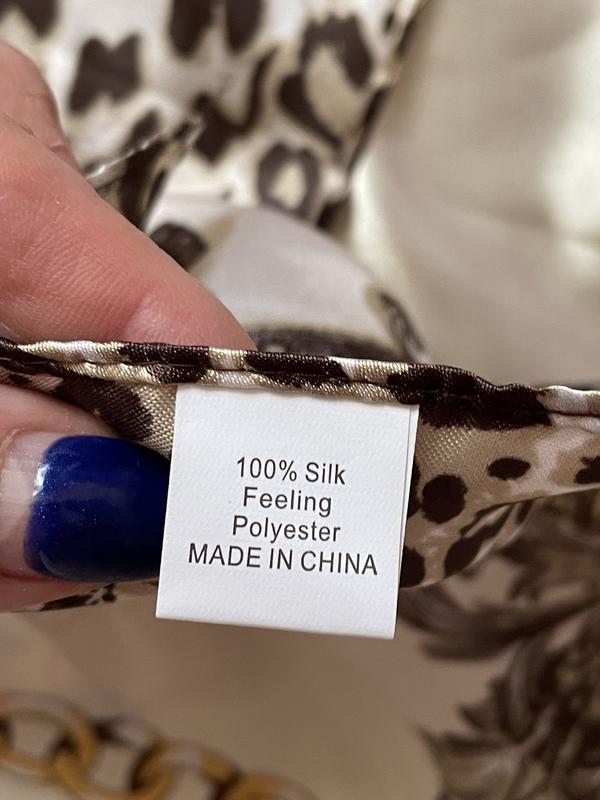 100% Silk
Feeling
Polyester
MADE IN CHINA